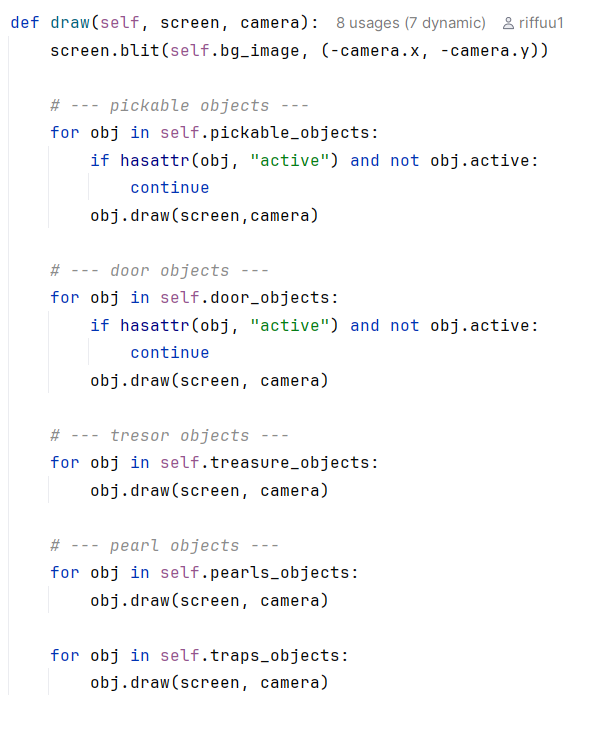 def draw(self, screen, camera): 8 usages (7 dynamic) riffuu1
    screen.blit(self.bg_image, (-camera.x, -camera.y))

    # --- pickable objects ---
    for obj in self.pickable_objects:
        if hasattr(obj, "active") and not obj.active:
            continue
        obj.draw(screen,camera)

    # --- door objects ---
    for obj in self.door_objects:
        if hasattr(obj, "active") and not obj.active:
            continue
        obj.draw(screen, camera)

    # --- tresor objects ---
    for obj in self.treasure_objects:
        obj.draw(screen, camera)

    # --- pearl objects ---
    for obj in self.pearls_objects:
        obj.draw(screen, camera)

    for obj in self.traps_objects:
        obj.draw(screen, camera)